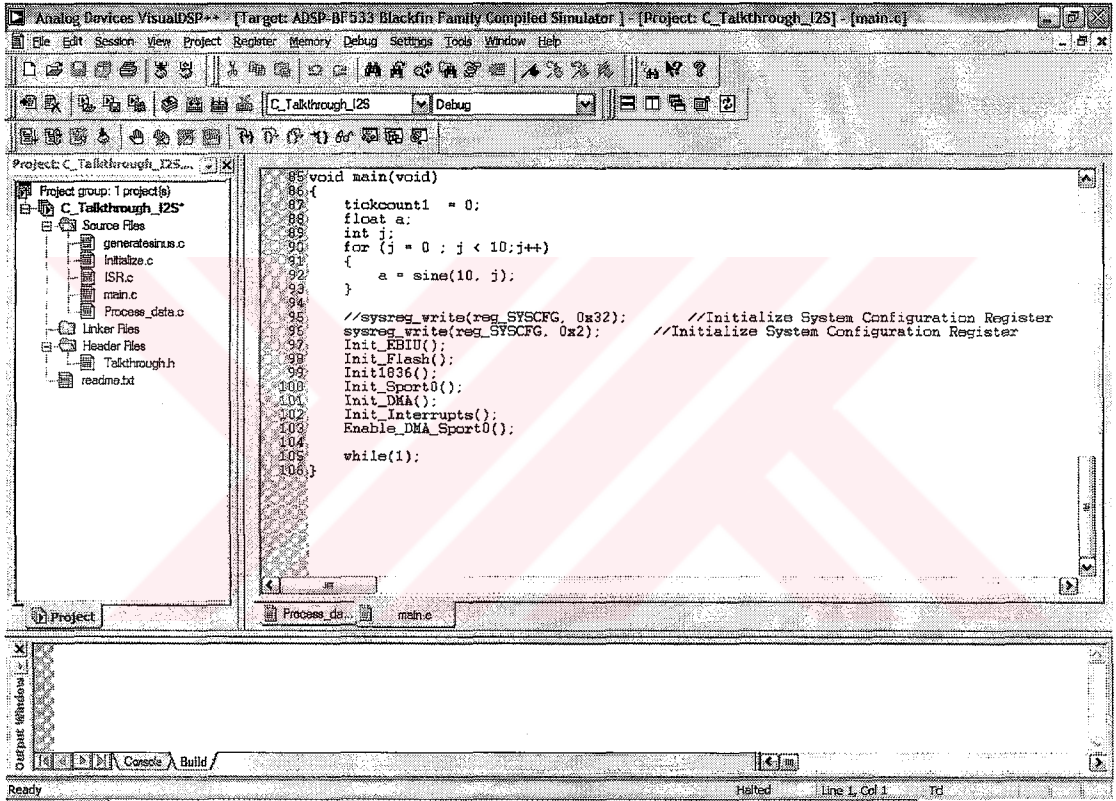 Analog Devices VisualDSP++ - [Target: ADSP-BF533 Blackfin Family Compiled Simulator ] - [Project: C_Talkthrough_I2S] - [main.c]
File Edit Session View Project Register Memory Debug Settings Tools Window Help
C_Talkthrough_I2S Debug
Project: C_Talkthrough_I2S...
Project group: 1 project(s)
C_Talkthrough_I2S*
Source Files
generatesinus.c
Initialize.c
ISR.c
main.c
Process_data.c
Linker Files
Header Files
Talkthrough.h
readme.txt
Project
85 void main(void)
86 {
87 tickcount1 = 0;
88 float a;
89 int j;
90 for (j = 0 ; j < 10;j++)
91 {
92 a = sine(10, j);
93 }
94
95 //sysreg_write(reg_SYSCFG, 0x32); //Initialize System Configuration Register
96 sysreg_write(reg_SYSCFG, 0x2); //Initialize System Configuration Register
97 Init_EBIU();
98 Init_Flash();
99 Init1836();
100 Init_Sport0();
101 Init_DMA();
102 Init_Interrupts();
103 Enable_DMA_Sport0();
104
105 while(1);
106 }
Process_da... main.c
Output Window
Console Build
Ready Halted Line 1, Col 1 Tcl